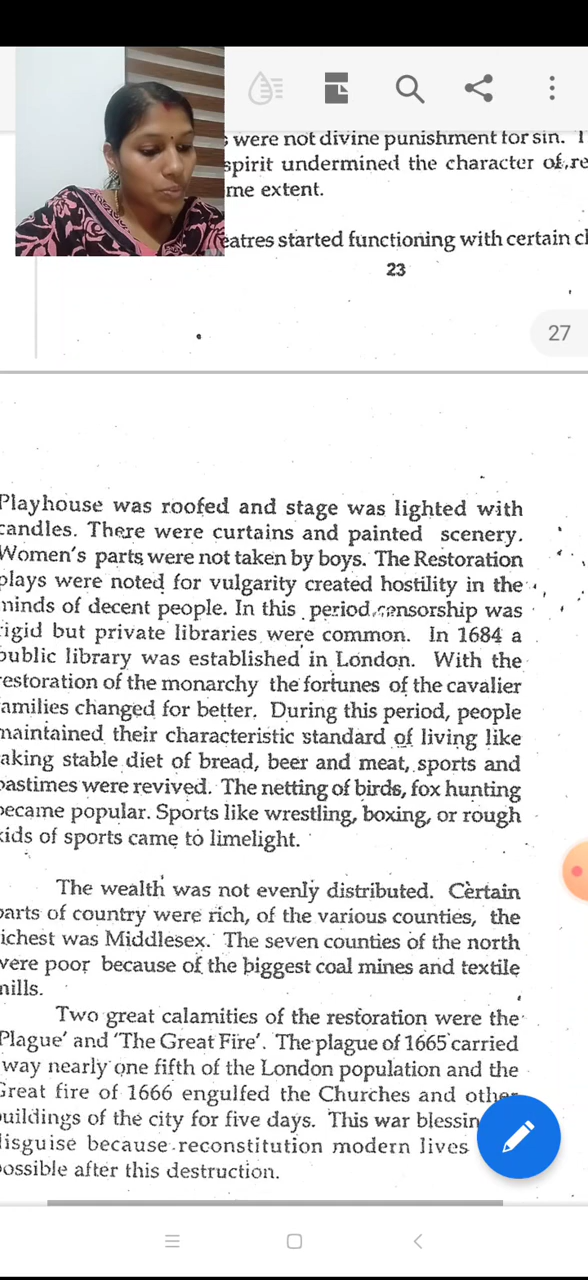 were not divine punishment for sin.
spirit undermined the character of re
me extent.
eatres started functioning with certain cl
23
27
Playhouse was roofed and stage was lighted with
candles. There were curtains and painted scenery.
Women's parts were not taken by boys. The Restoration
plays were noted for vulgarity created hostility in the
minds of decent people. In this period censorship was
rigid but private libraries were common. In 1684 a
public library was established in London. With the
restoration of the monarchy the fortunes of the cavalier
families changed for better. During this period, people
maintained their characteristic standard of living like
aking stable diet of bread, beer and meat, sports and
pastimes were revived. The netting of birds, fox hunting
became popular. Sports like wrestling, boxing, or rough
kids of sports came to limelight.
The wealth was not evenly distributed. Certain
parts of country were rich, of the various counties, the
richest was Middlesex. The seven counties of the north
were poor because of the biggest coal mines and textile
mills.
Two great calamities of the restoration were the
'Plague' and 'The Great Fire'. The plague of 1665 carried
way nearly one fifth of the London population and the
Great fire of 1666 engulfed the Churches and other
buildings of the city for five days. This war blessin
disguise because reconstitution modern lives
possible after this destruction.